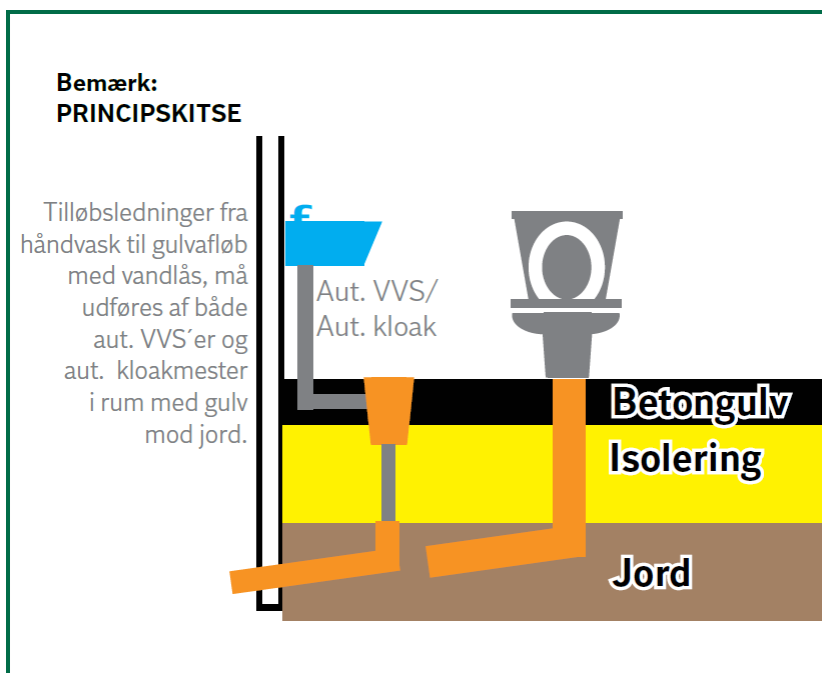 Bemærk:
PRINCIPSKITSE
Tilløbsledninger fra
håndvask til gulvafløb
med vandlås, må
udføres af både
aut. VVS´er og
aut. kloakmester
i rum med gulv
mod jord.
Aut. VVS/
Aut. kloak
Betongulv
Isolering
Jord